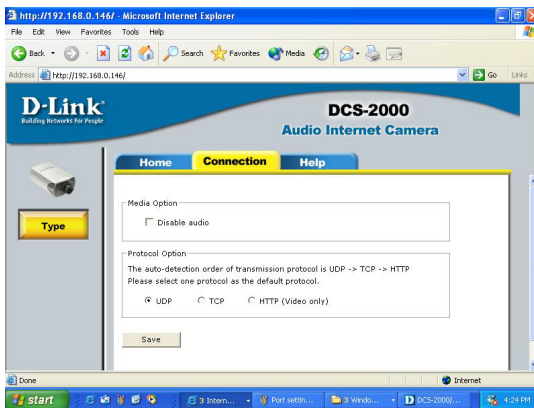 http://192.168.0.146/ - Microsoft Internet Explorer
File Edit View Favorites Tools Help
Back Search Favorites Media
Address http://192.168.0.146/ Go Links
D-Link
Building Networks for People
DCS-2000
Audio Internet Camera
Home Connection Help
Type
Media Option
Disable audio
Protocol Option
The auto-detection order of transmission protocol is UDP -> TCP -> HTTP
Please select one protocol as the default protocol.
UDP TCP HTTP (Video only)
Save
Done Internet
start 3 Intern... Port settin... 3 Windo... DCS-2000/... 4:24 PM